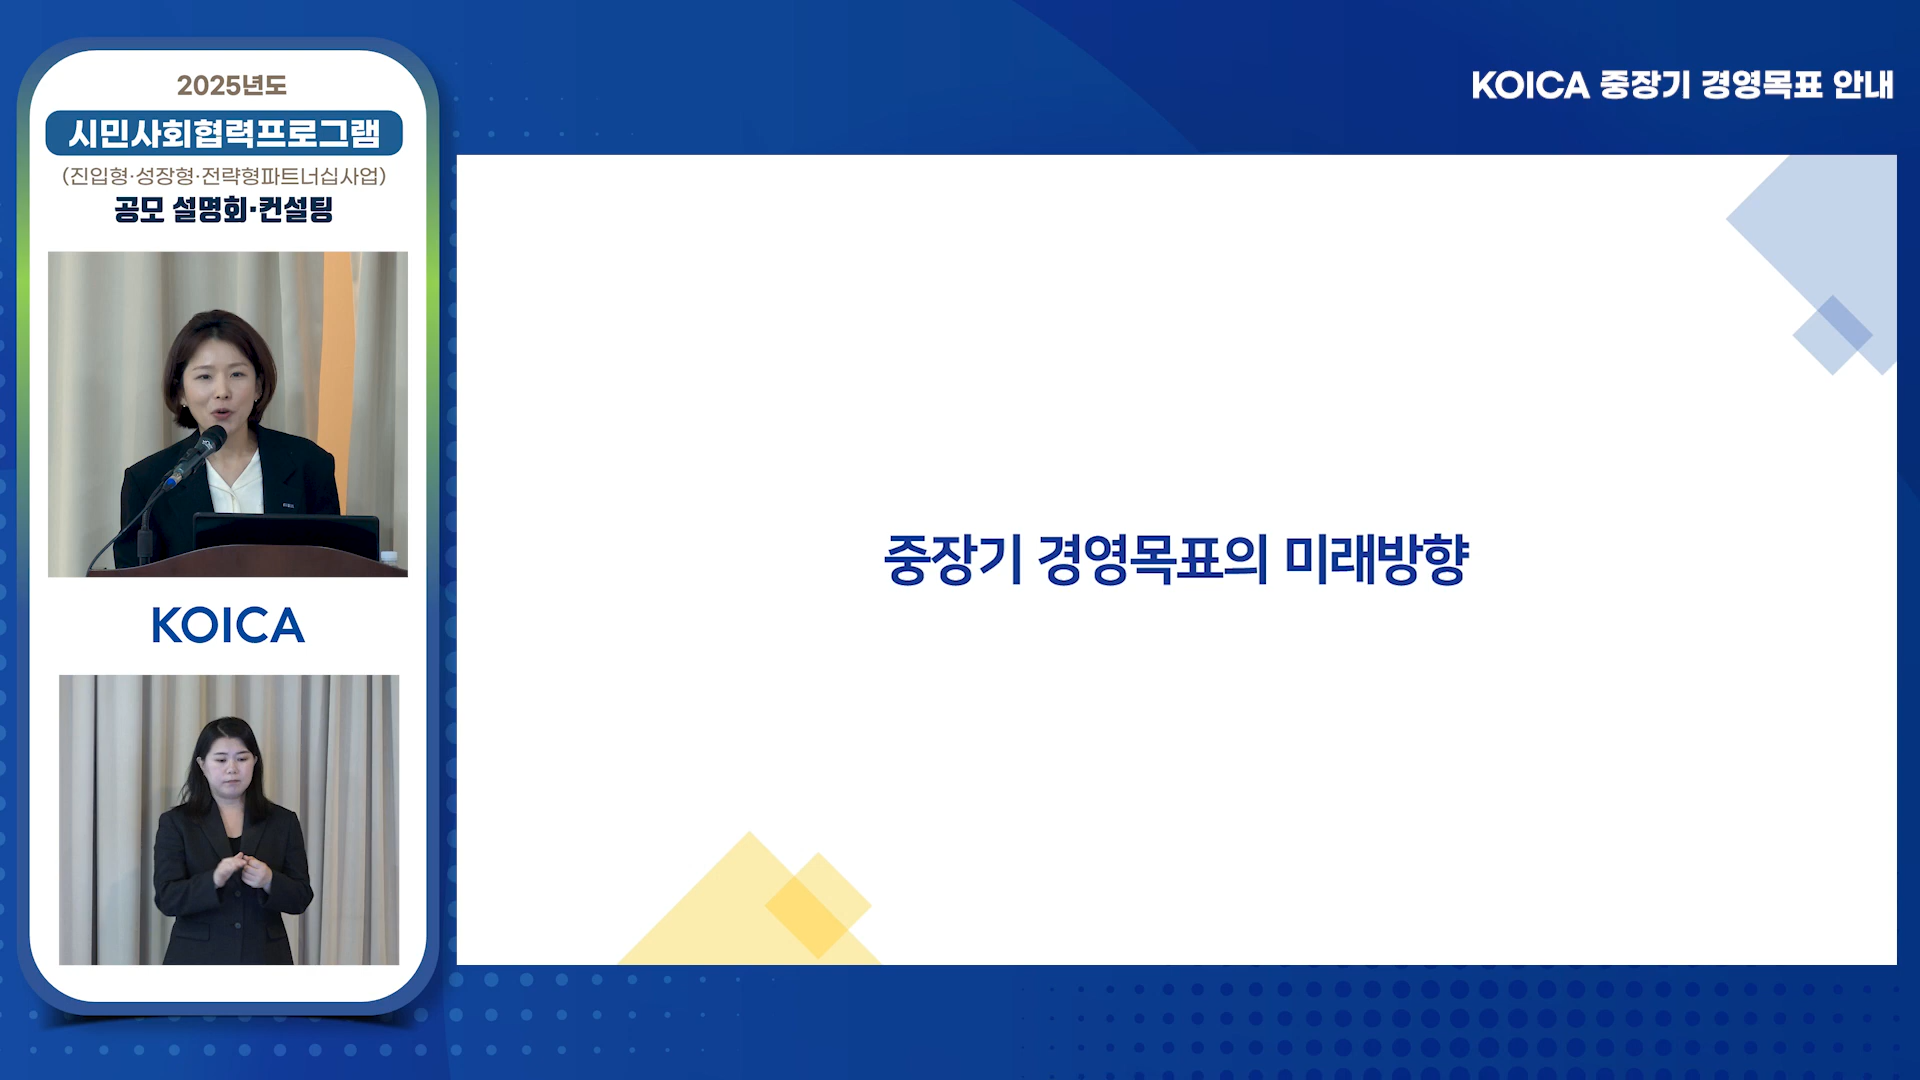 2025년도
시민사회협력프로그램
(진입형·성장형·전략형파트너십사업)
공모 설명회·컨설팅
KOICA
KOICA 중장기 경영목표 안내
중장기 경영목표의 미래방향